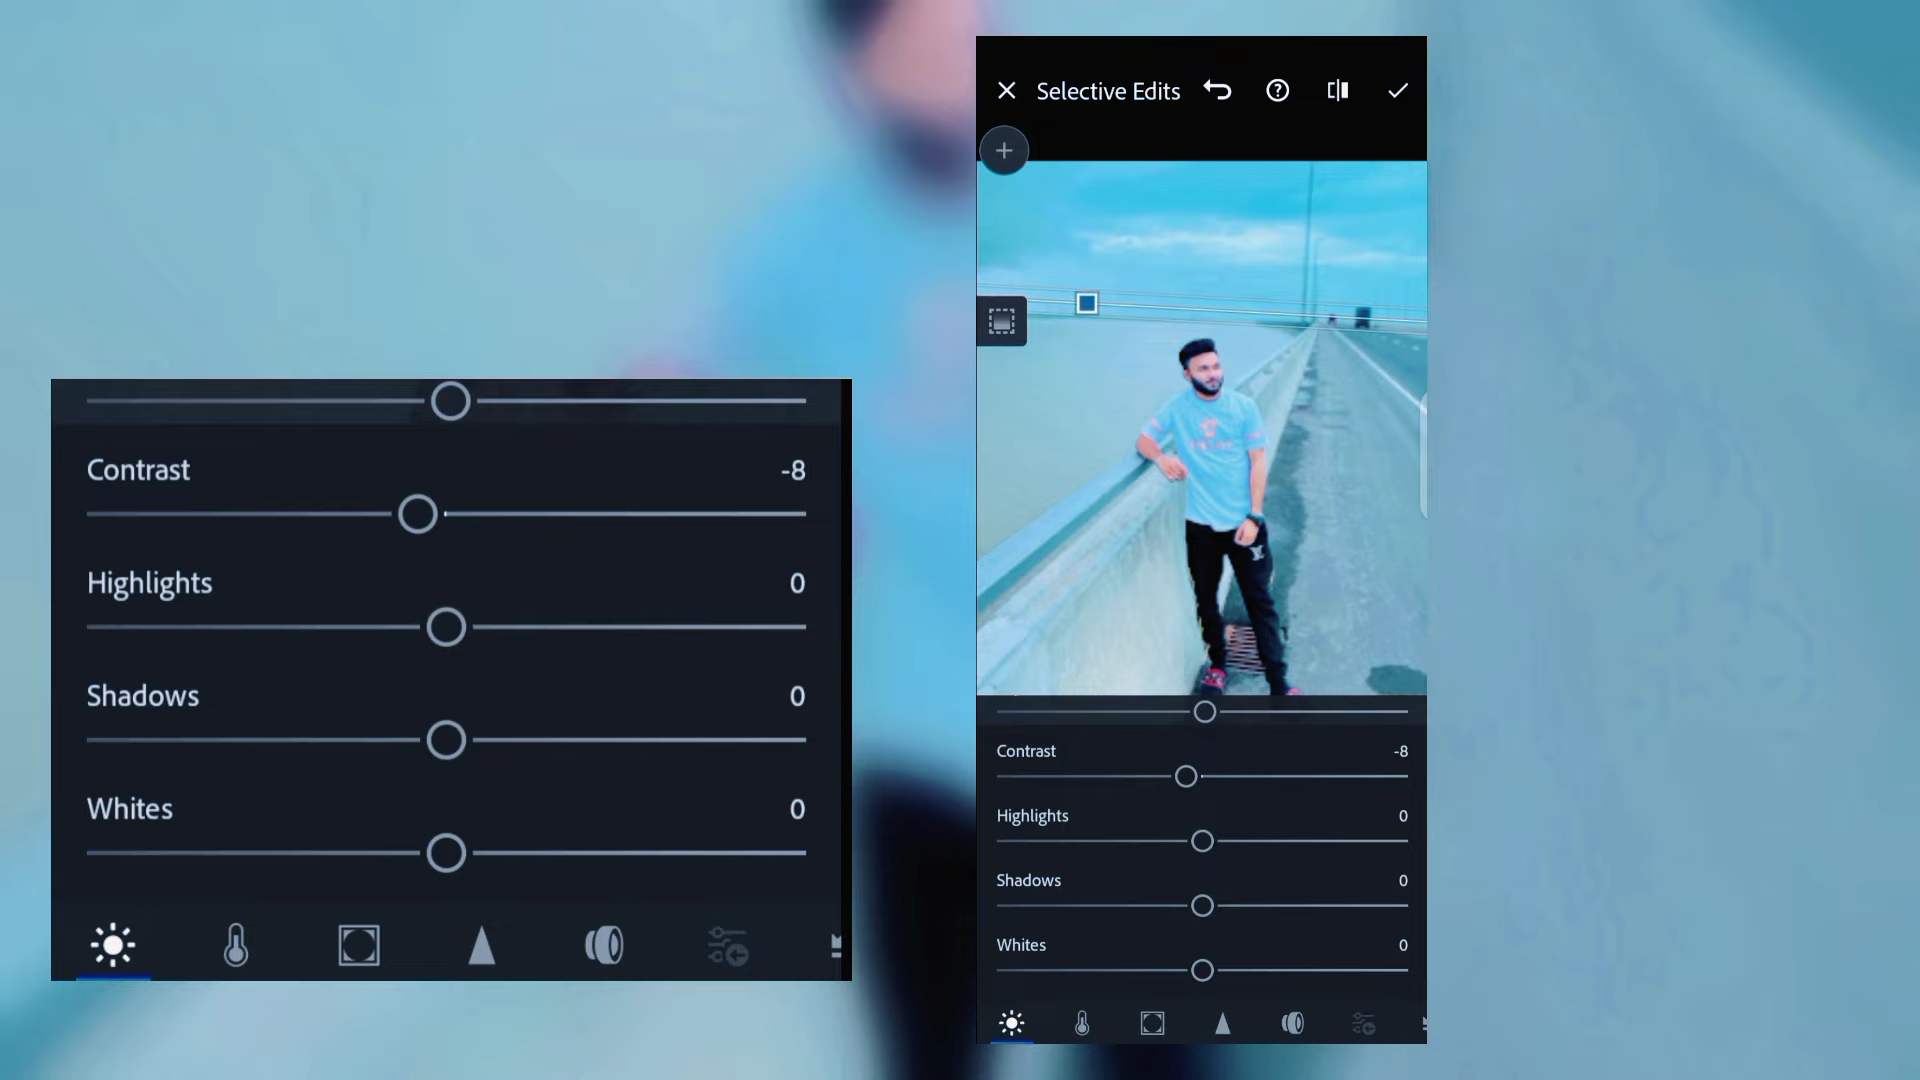 Contrast -8
Highlights 0
Shadows 0
Whites 0
Selective Edits
Contrast -8
Highlights 0
Shadows 0
Whites 0